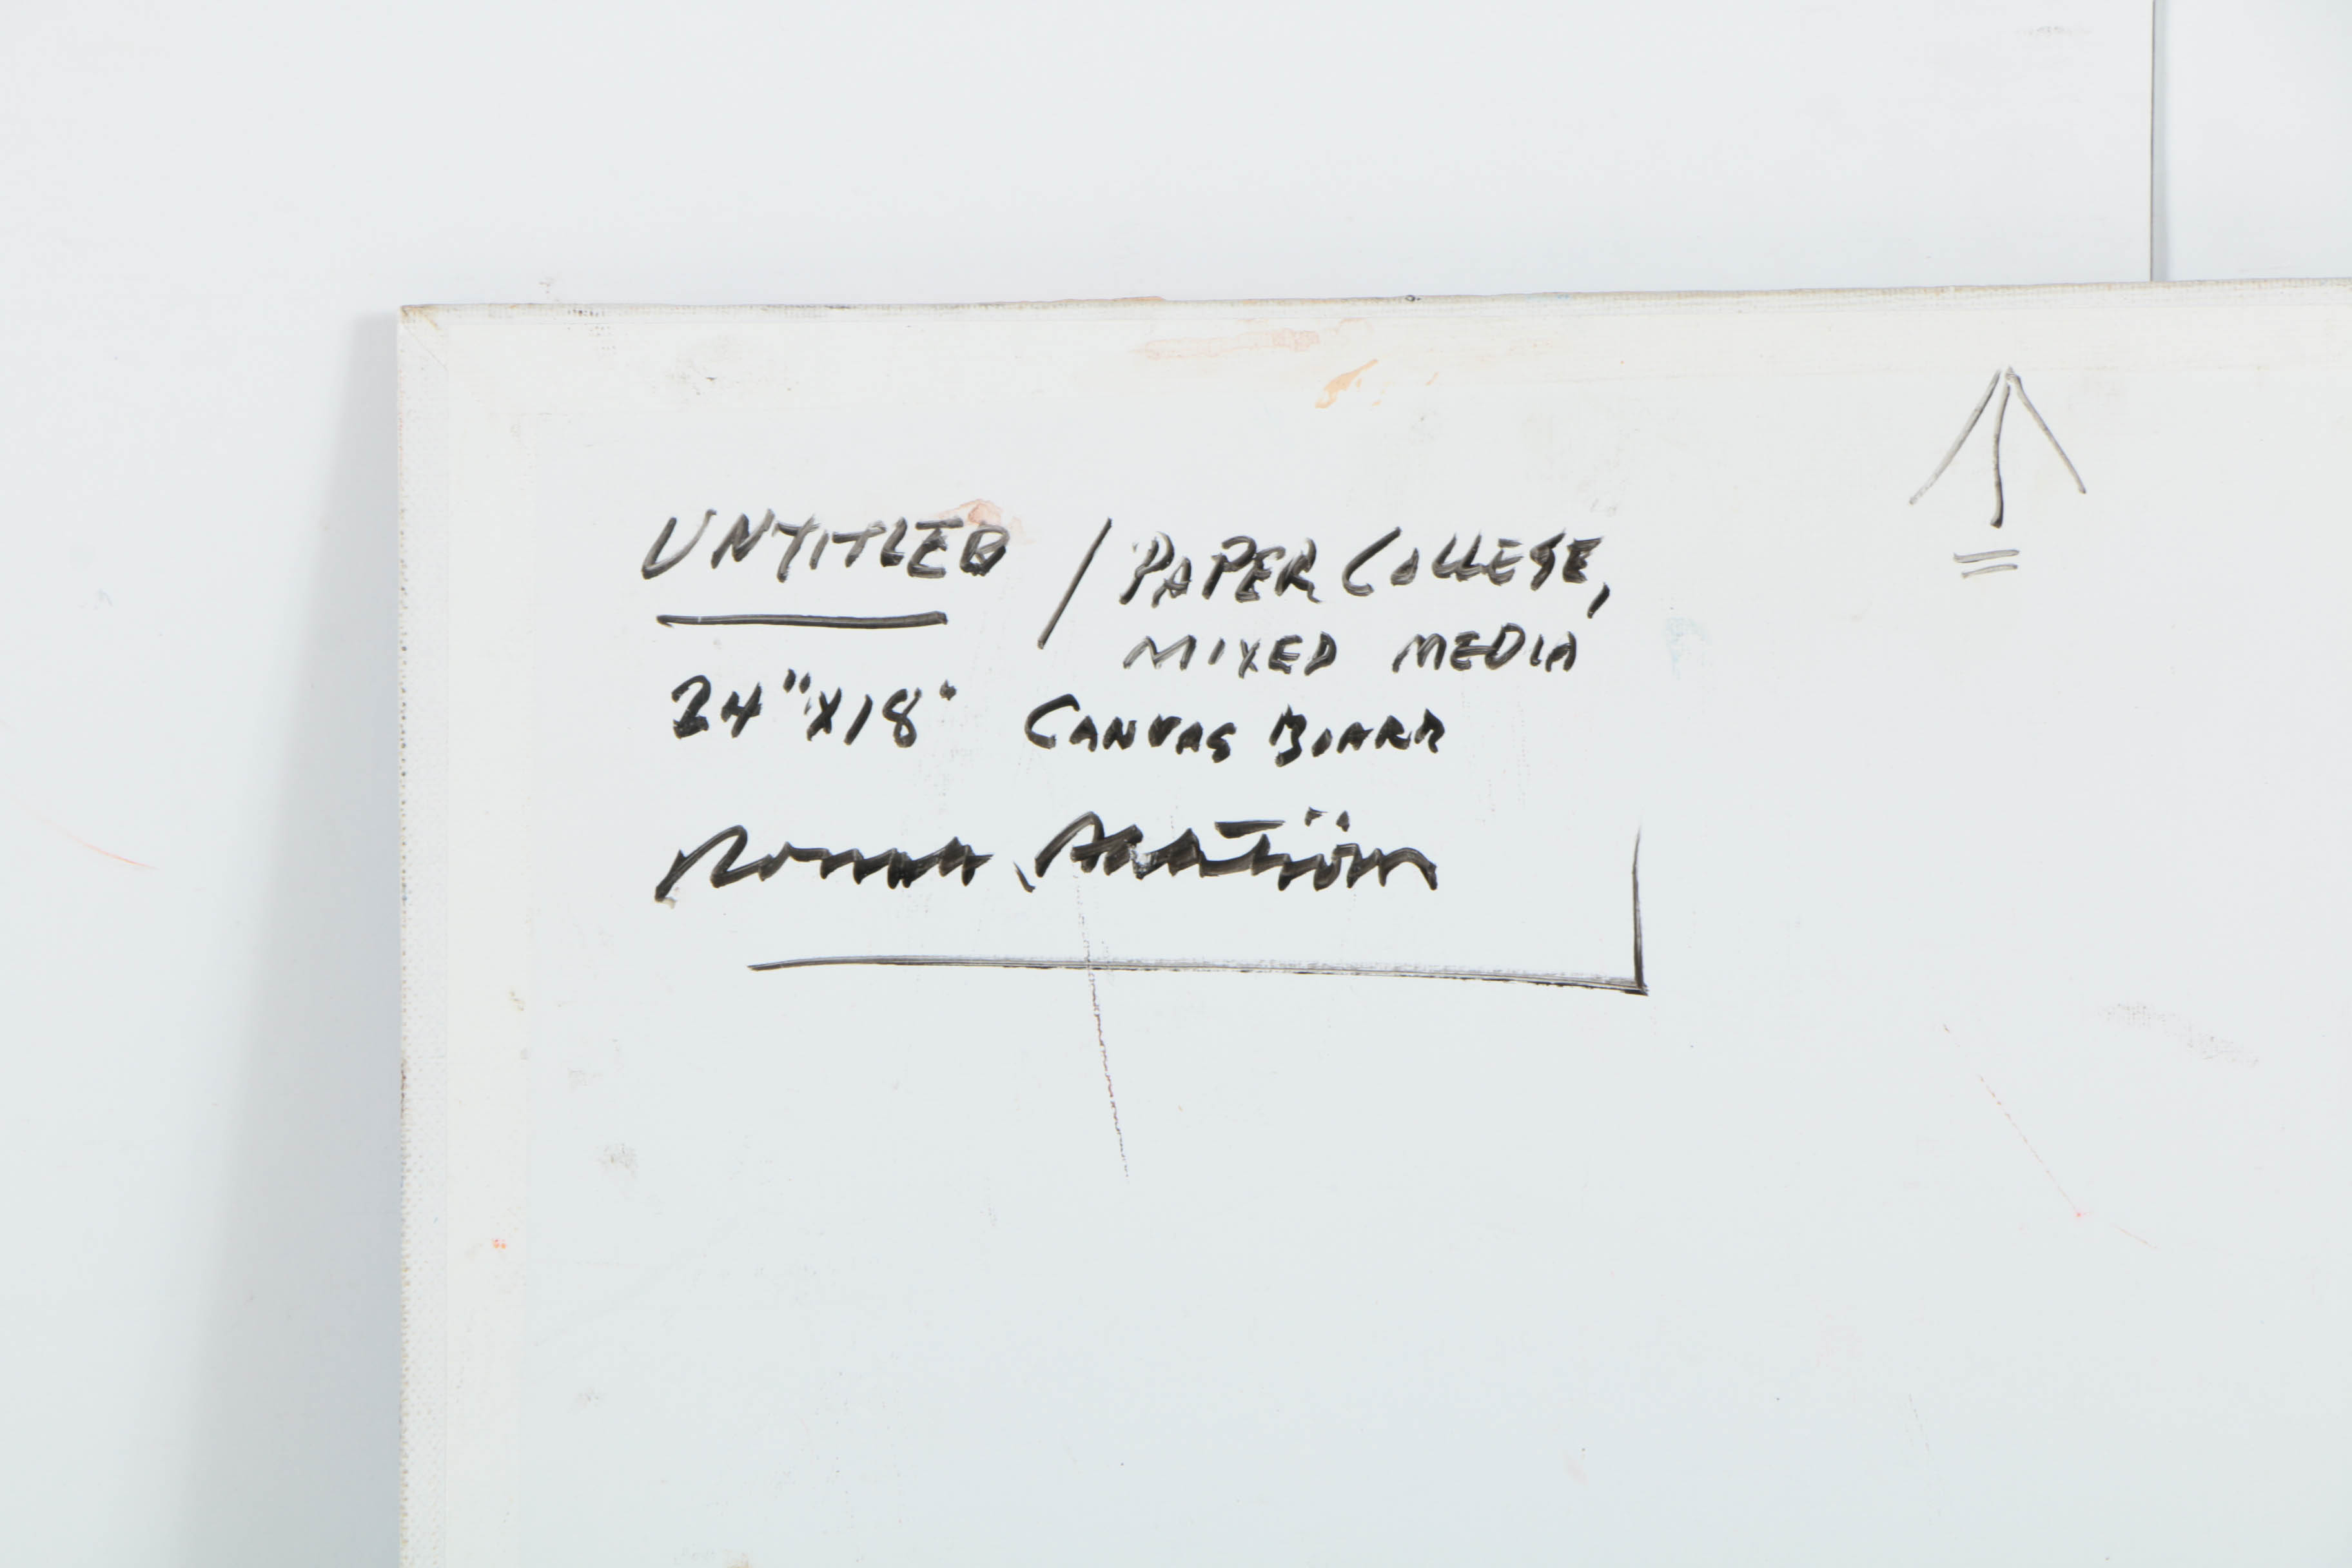 UNTITLED / PAPER COLLEGE,
MIXED MEDIA
24"X18" CANVAS BOARD